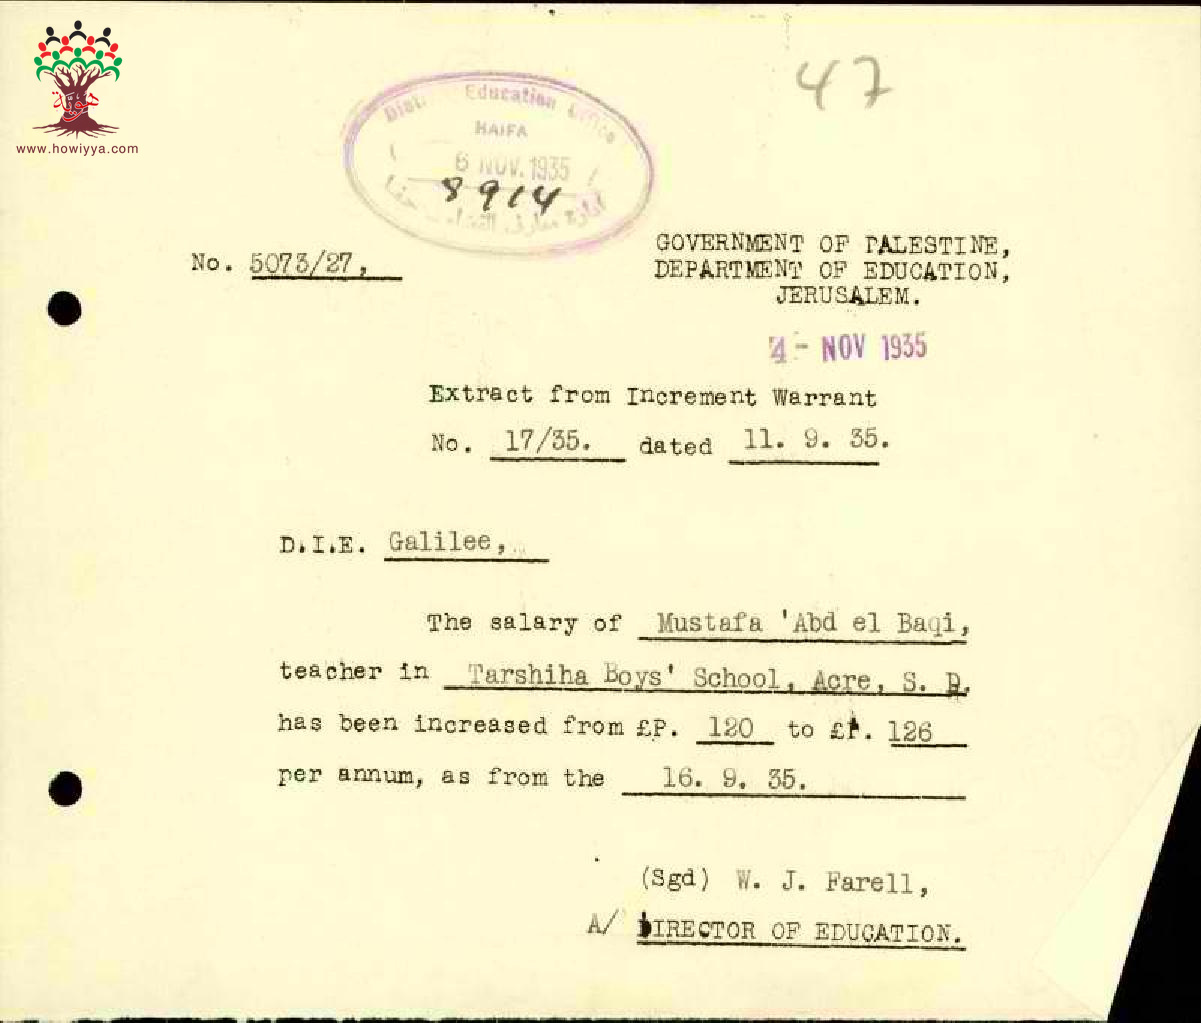 هوية
www.howiyya.com
47
District Education Office
HAIFA
6 NOV. 1935
8914
No. 5073/27,
GOVERNMENT OF PALESTINE,
DEPARTMENT OF EDUCATION,
JERUSALEM.
4 - NOV 1935
Extract from Increment Warrant
No. 17/35. dated 11. 9. 35.
D.I.E. Galilee,
The salary of Mustafa 'Abd el Baqi,
teacher in Tarshiha Boys' School, Acre, S. D.
has been increased from £P. 120 to £P. 126
per annum, as from the 16. 9. 35.
(Sgd) W. J. Farell,
A/ DIRECTOR OF EDUCATION.